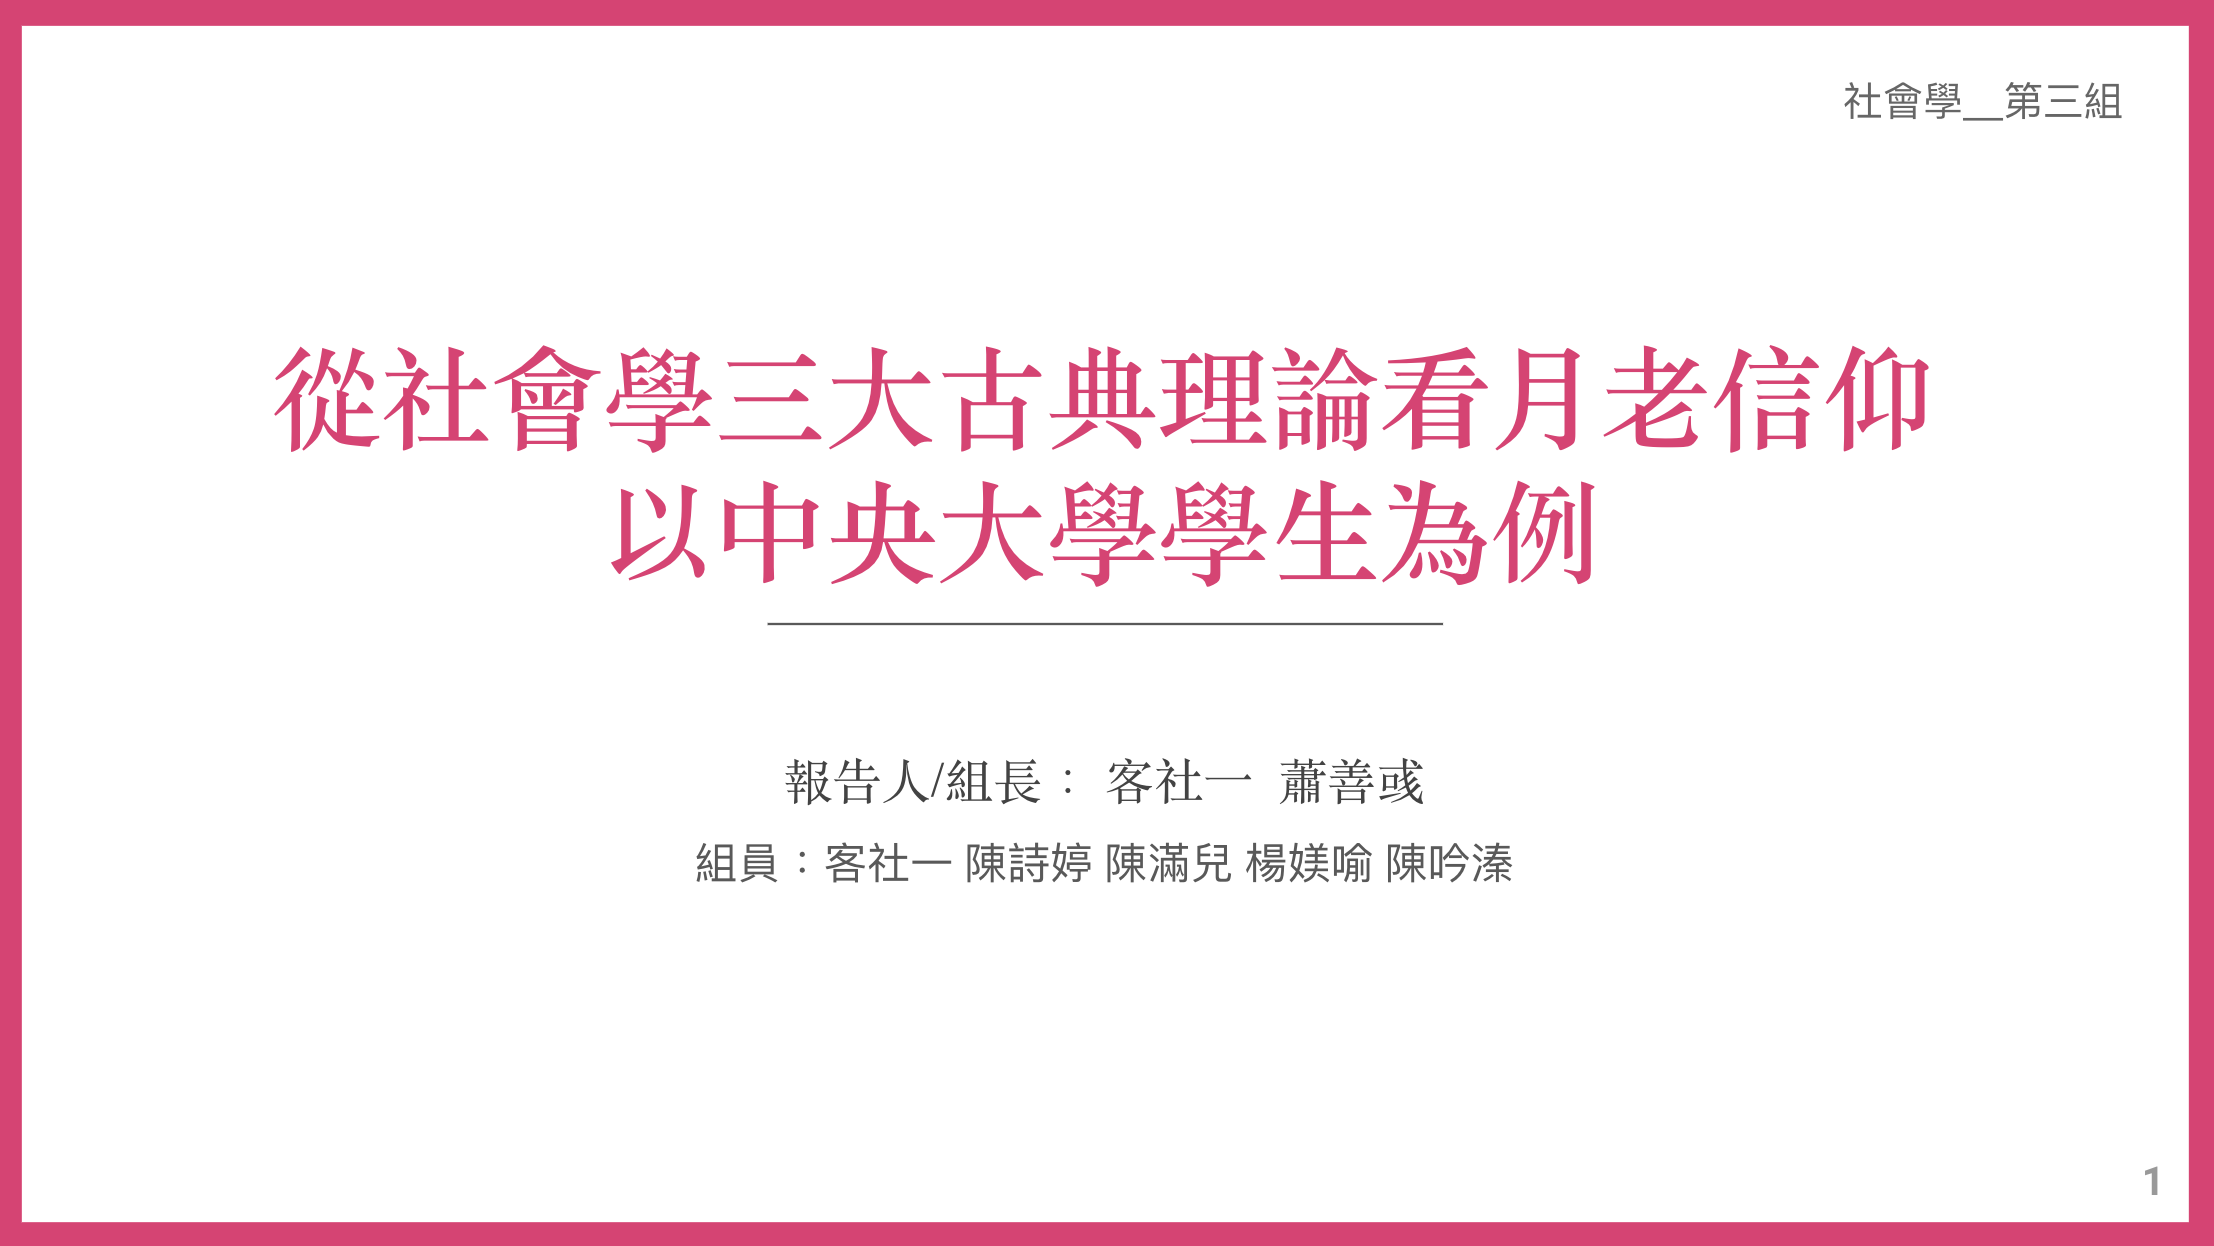 社會學__第三組
從社會學三大古典理論看月老信仰
以中央大學學生為例
報告人/組長： 客社一 蕭善彧
組員：客社一 陳詩婷 陳滿兒 楊媄喻 陳吟溱
1